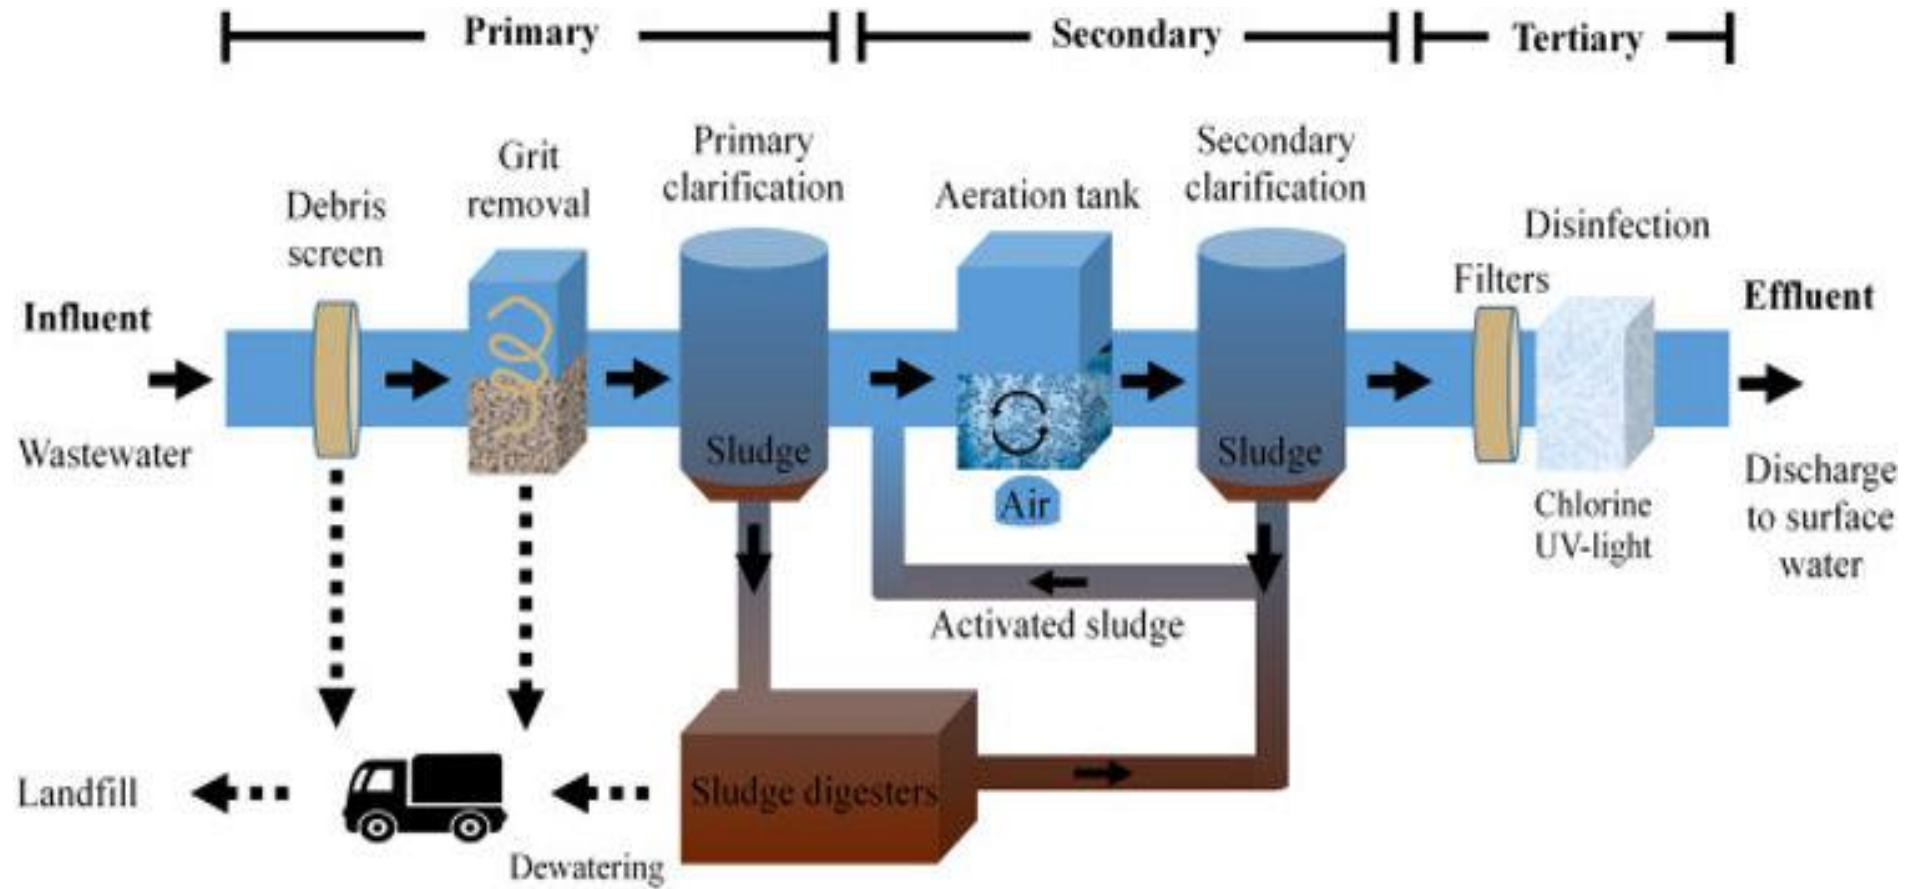 Primary
Secondary
Tertiary
Debris
screen
Grit
removal
Primary
clarification
Aeration tank
Secondary
clarification
Disinfection
Filters
Influent
Wastewater
Effluent
Discharge
to surface
water
Sludge
Air
Sludge
Chlorine
UV-light
Activated sludge
Sludge digesters
Landfill
Dewatering